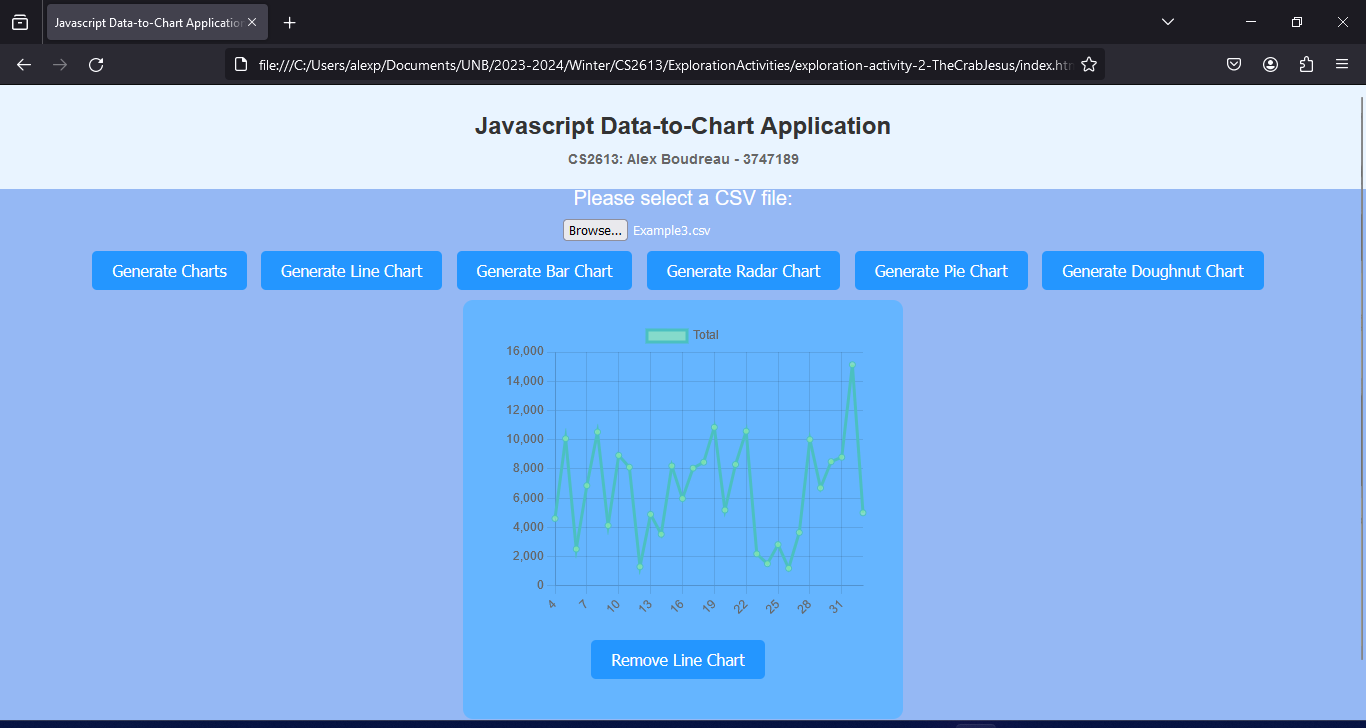 Javascript Data-to-Chart Application
file:///C:/Users/alexp/Documents/UNB/2023-2024/Winter/CS2613/ExplorationActivities/exploration-activity-2-TheCrabJesus/index.htm
Javascript Data-to-Chart Application
CS2613: Alex Boudreau - 3747189
Please select a CSV file:
Browse... Example3.csv
Generate Charts Generate Line Chart Generate Bar Chart Generate Radar Chart Generate Pie Chart Generate Doughnut Chart
Total
16,000
14,000
12,000
10,000
8,000
6,000
4,000
2,000
0
4 7 10 13 16 19 22 25 28 31
Remove Line Chart